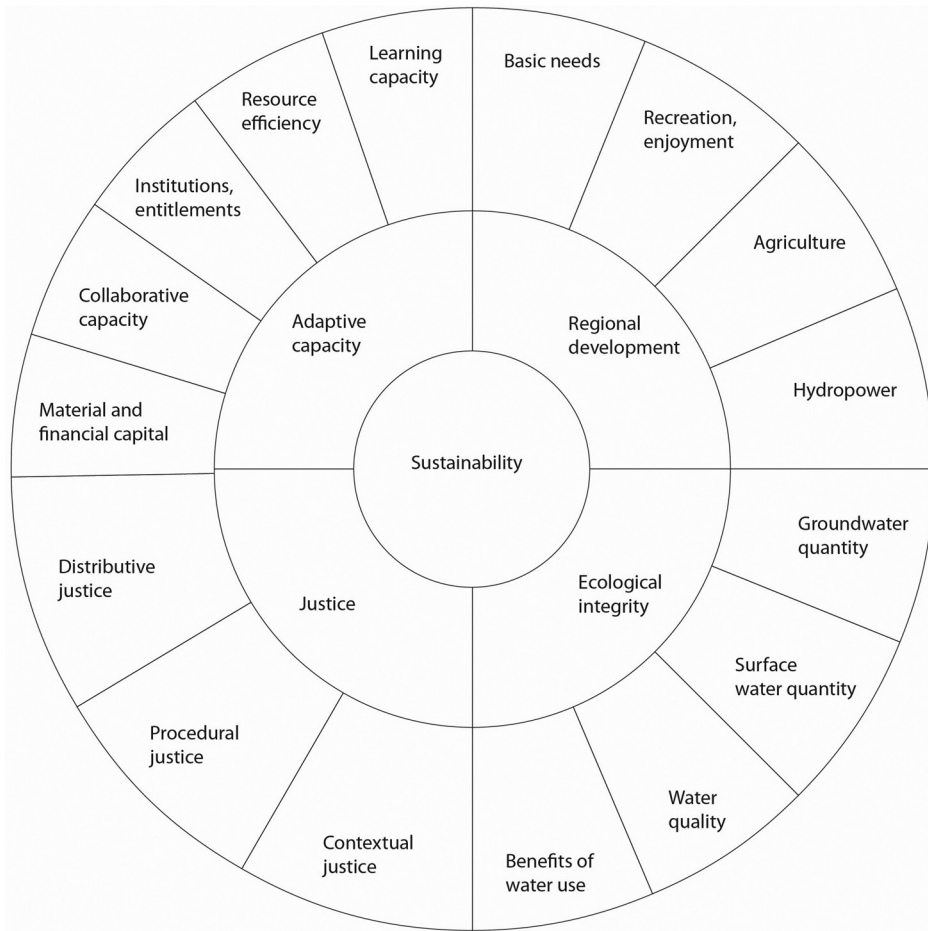 Learning
capacity
Basic needs
Resource
efficiency
Recreation,
enjoyment
Institutions,
entitlements
Agriculture
Collaborative
capacity
Adaptive
capacity
Regional
development
Hydropower
Material and
financial capital
Sustainability
Groundwater
quantity
Distributive
justice
Justice
Ecological
integrity
Surface
water quantity
Procedural
justice
Water
quality
Contextual
justice
Benefits of
water use